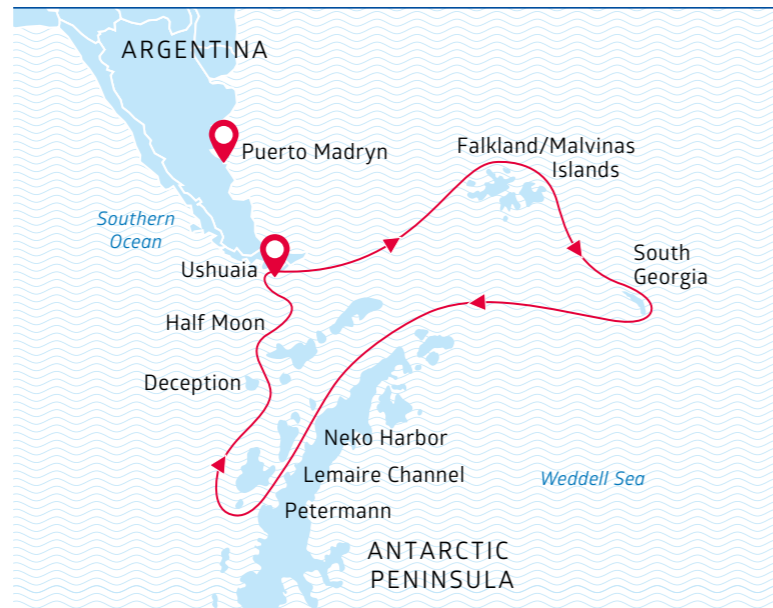 ARGENTINA
Puerto Madryn
Falkland/Malvinas
Islands
Southern
Ocean
Ushuaia
South
Georgia
Half Moon
Deception
Neko Harbor
Lemaire Channel
Weddell Sea
Petermann
ANTARCTIC
PENINSULA